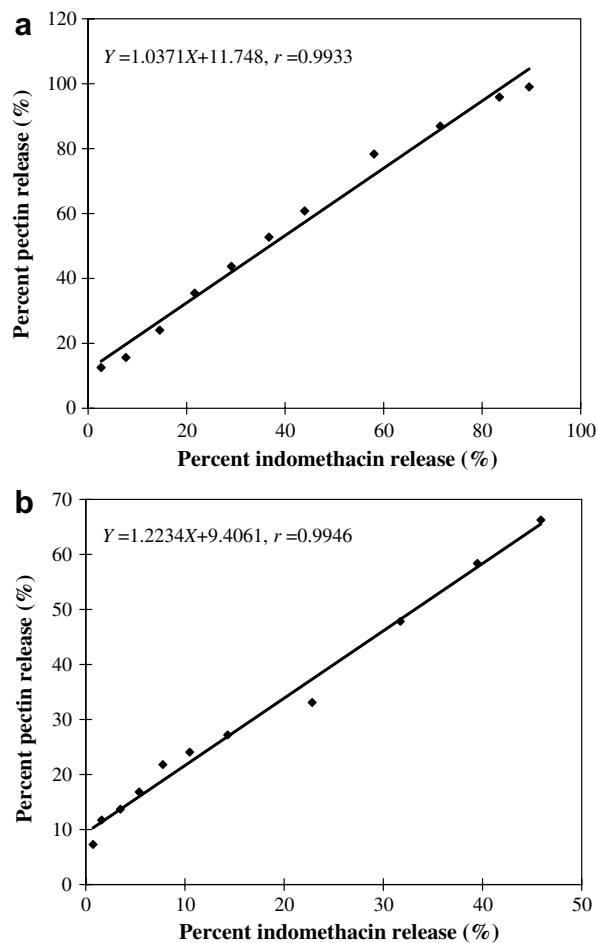 a
Y =1.0371X+11.748, r =0.9933
Percent pectin release (%)
120
100
80
60
40
20
0
0 20 40 60 80 100
Percent indomethacin release (%)
b
Y =1.2234X+9.4061, r =0.9946
Percent pectin release (%)
70
60
50
40
30
20
10
0
0 10 20 30 40 50
Percent indomethacin release (%)